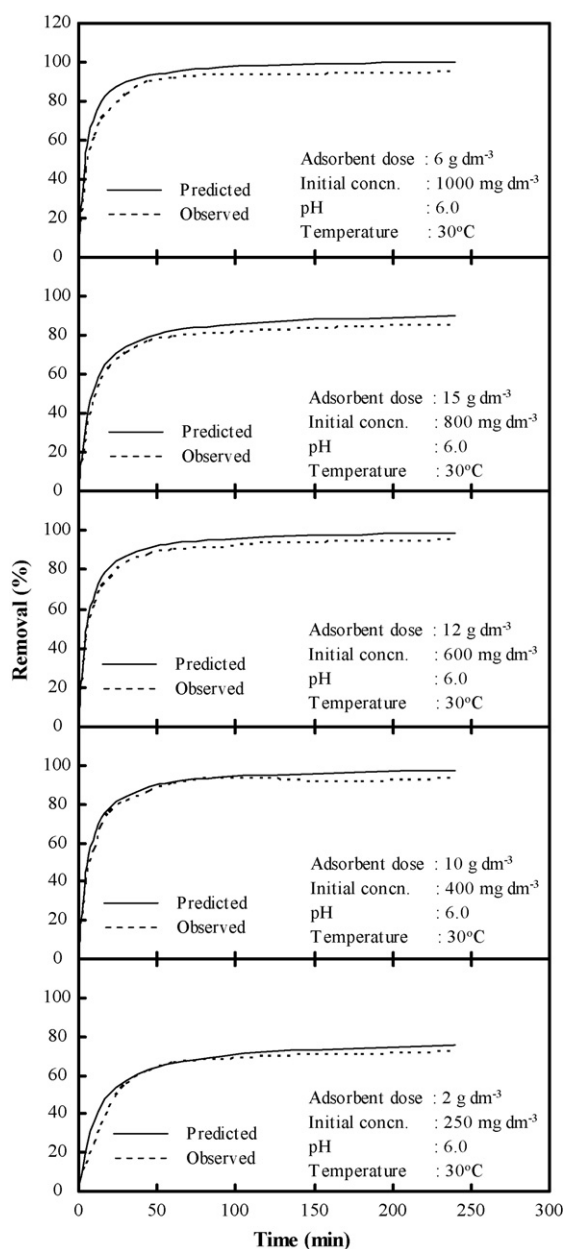 120
100
80
60
40
20
0
Predicted
Observed
Adsorbent dose : 6 g dm-3
Initial concn. : 1000 mg dm-3
pH : 6.0
Temperature : 30oC
100
80
60
40
20
0
Predicted
Observed
Adsorbent dose : 15 g dm-3
Initial concn. : 800 mg dm-3
pH : 6.0
Temperature : 30oC
Removal (%)
100
80
60
40
20
0
Predicted
Observed
Adsorbent dose : 12 g dm-3
Initial concn. : 600 mg dm-3
pH : 6.0
Temperature : 30oC
100
80
60
40
20
0
Predicted
Observed
Adsorbent dose : 10 g dm-3
Initial concn. : 400 mg dm-3
pH : 6.0
Temperature : 30oC
100
80
60
40
20
0
Predicted
Observed
Adsorbent dose : 2 g dm-3
Initial concn. : 250 mg dm-3
pH : 6.0
Temperature : 30oC
0 50 100 150 200 250 300
Time (min)